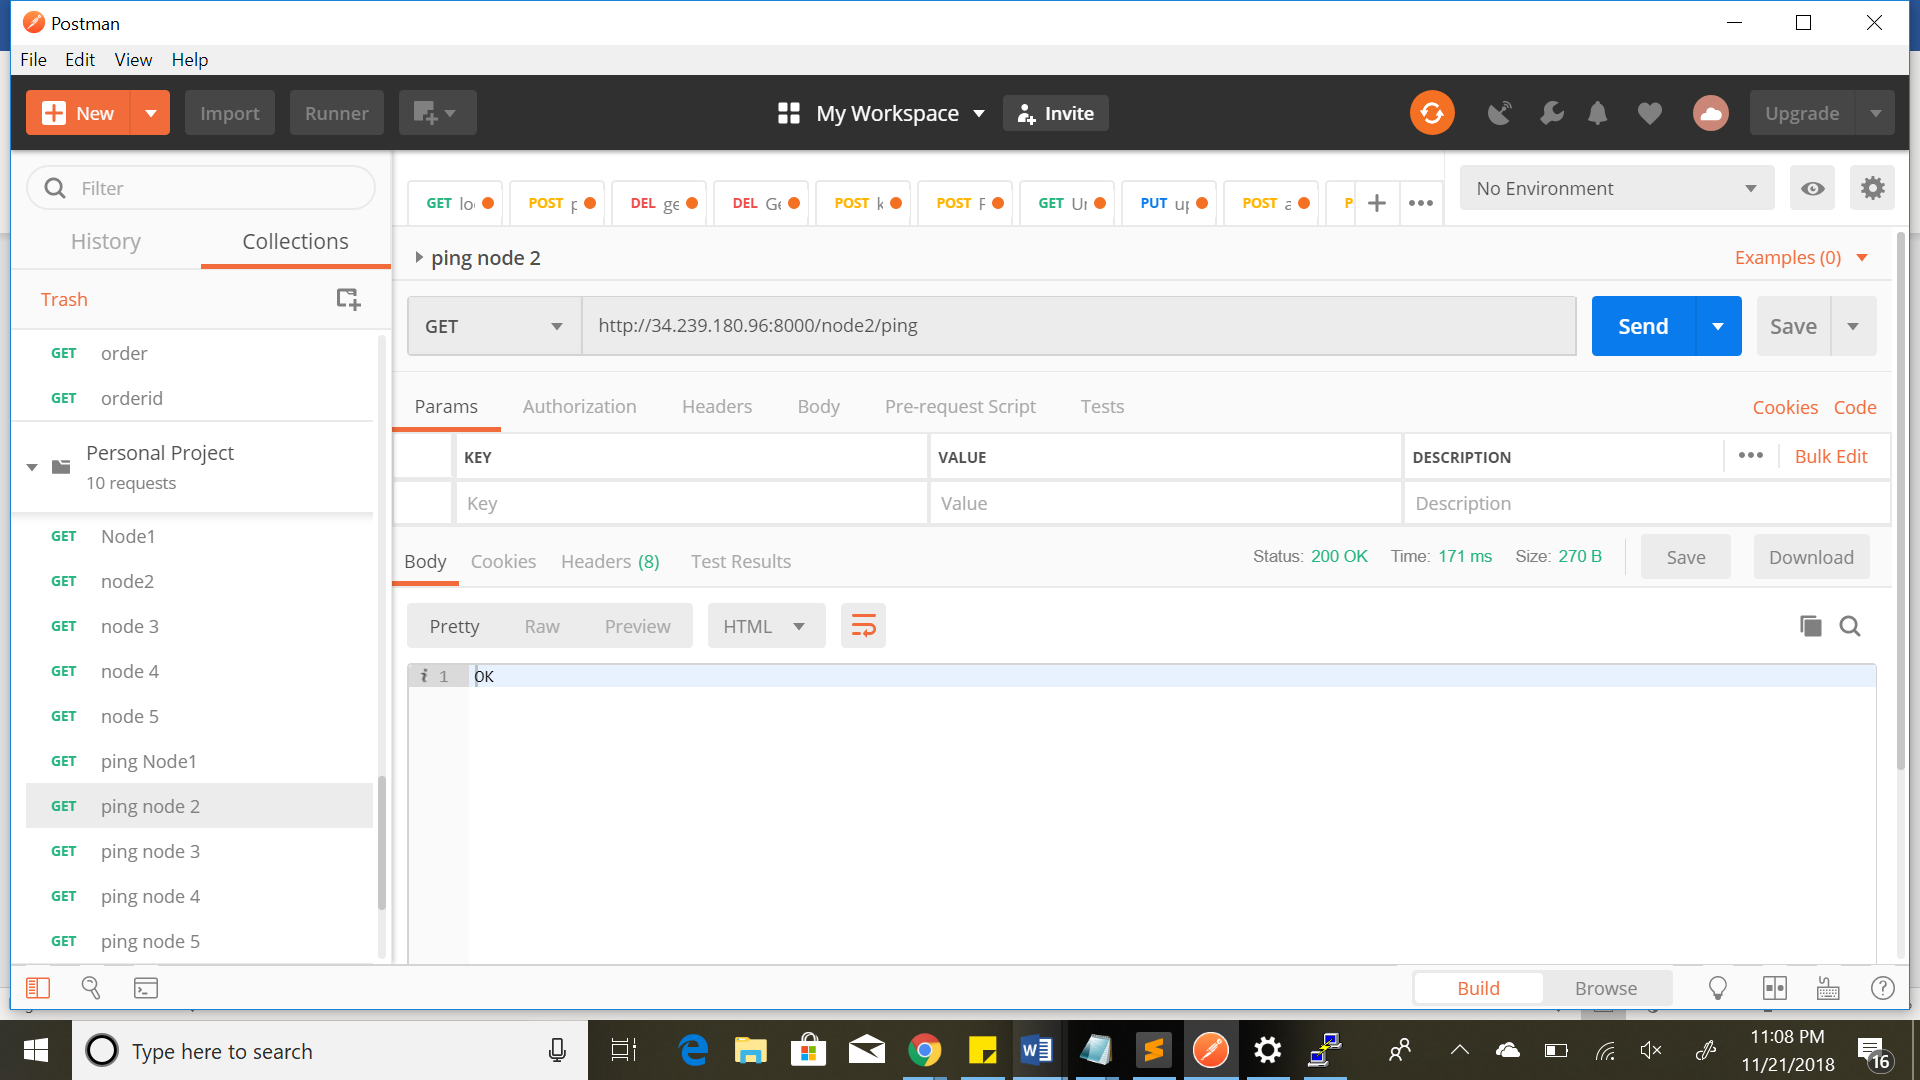 Postman
File Edit View Help
New Import Runner My Workspace Invite Upgrade
Filter
History Collections
Trash
GET order
GET orderid
Personal Project
10 requests
GET Node1
GET node2
GET node 3
GET node 4
GET node 5
GET ping Node1
GET ping node 2
GET ping node 3
GET ping node 4
GET ping node 5
GET POST DEL ge DEL Ge POST POST GET PUT POST No Environment
ping node 2 Examples (0)
GET http://34.239.180.96:8000/node2/ping Send Save
Params Authorization Headers Body Pre-request Script Tests Cookies Code
KEY VALUE DESCRIPTION ••• Bulk Edit
Key Value Description
Body Cookies Headers (8) Test Results Status: 200 OK Time: 171 ms Size: 270 B Save Download
Pretty Raw Preview HTML
i 1 OK
Build Browse
Type here to search
11:08 PM
11/21/2018
16